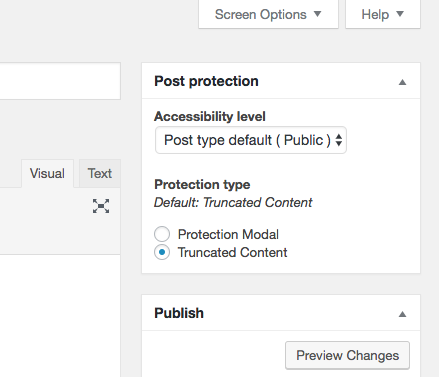 Screen Options
Help
Post protection
Accessibility level
Post type default ( Public )
Visual
Text
Protection type
Default: Truncated Content
Protection Modal
Truncated Content
Publish
Preview Changes